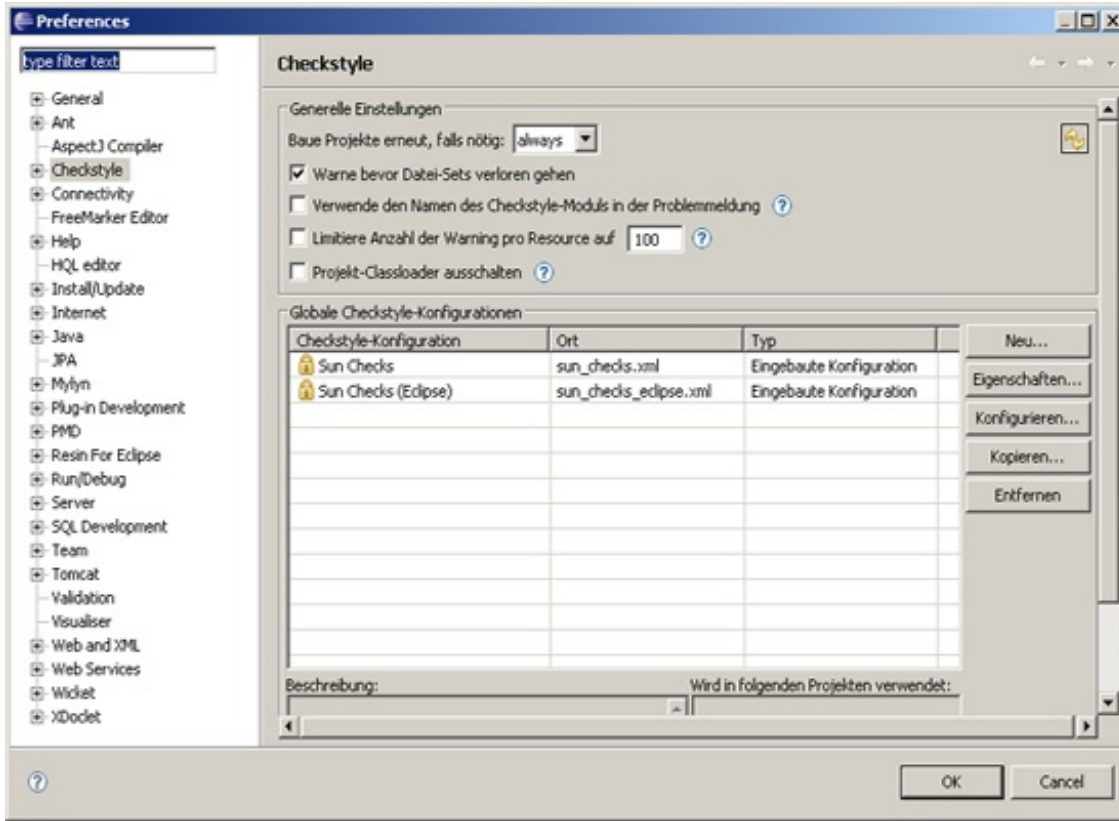 Preferences
type filter text
General
Ant
AspectJ Compiler
Checkstyle
Connectivity
FreeMarker Editor
Help
HQL editor
Install/Update
Internet
Java
JPA
Mylyn
Plug-in Development
PMD
Resin For Eclipse
Run/Debug
Server
SQL Development
Team
Tomcat
Validation
Visualiser
Web and XML
Web Services
Wicket
XDoclet
Checkstyle
Generelle Einstellungen
Baue Projekte erneut, falls nötig: always
Warne bevor Datei-Sets verloren gehen
Verwende den Namen des Checkstyle-Moduls in der Problemmeldung
Limitiere Anzahl der Warning pro Resource auf 100
Projekt-Classloader ausschalten
Globale Checkstyle-Konfigurationen
Checkstyle-Konfiguration Ort Typ
Sun Checks sun_checks.xml Eingebaute Konfiguration
Sun Checks (Eclipse) sun_checks_eclipse.xml Eingebaute Konfiguration
Neu...
Eigenschaften...
Konfigurieren...
Kopieren...
Entfernen
Beschreibung: Wird in folgenden Projekten verwendet:
OK Cancel